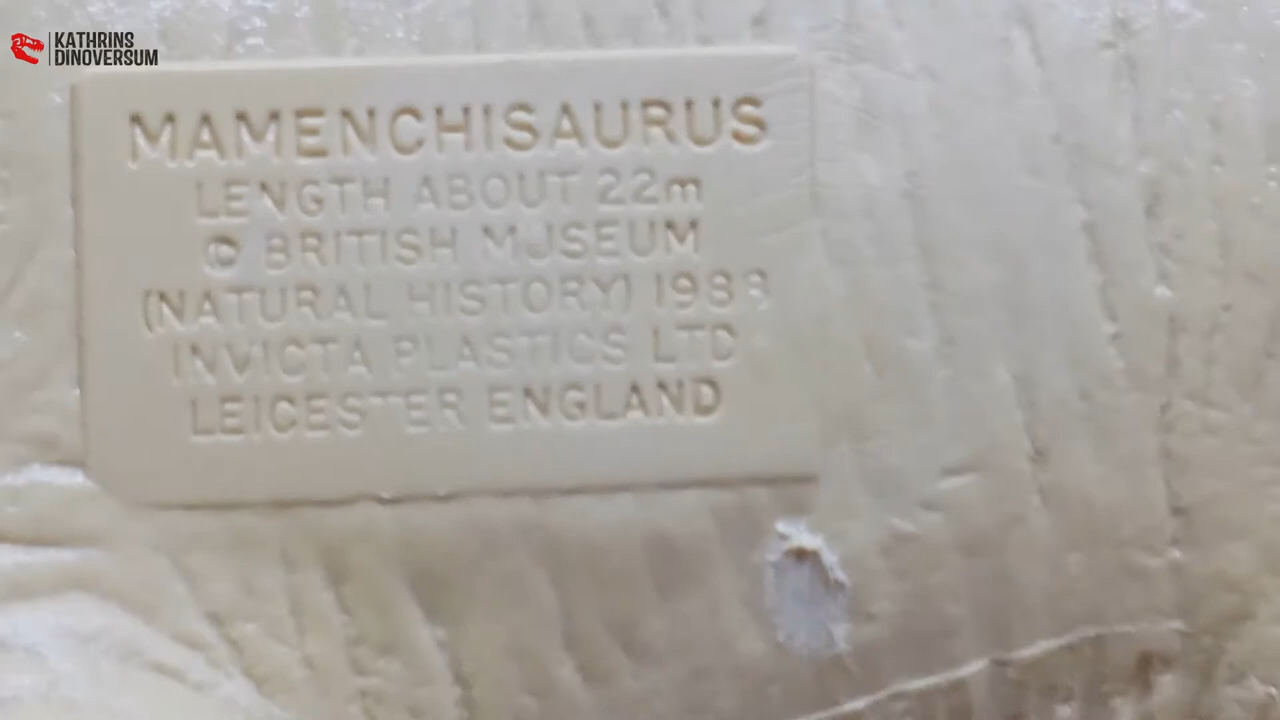 KATHRINS
DINOVERSUM
MAMENCHISAURUS
LENGTH ABOUT 22m
© BRITISH MUSEUM
(NATURAL HISTORY) 1988
INVICTA PLASTICS LTD
LEICESTER ENGLAND